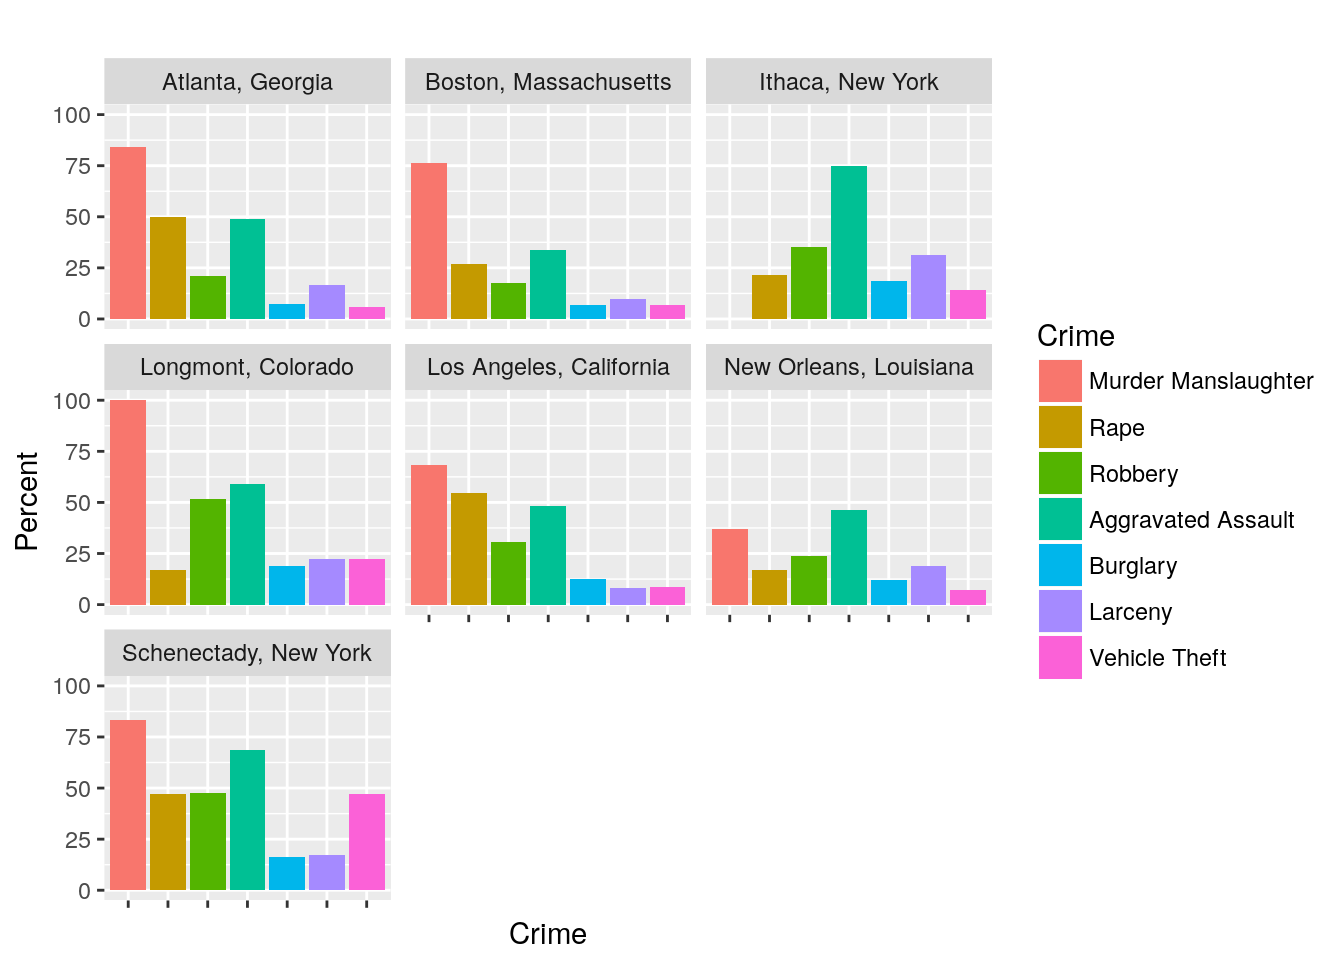 Atlanta, Georgia
Boston, Massachusetts
Ithaca, New York
100
75
50
25
0
Longmont, Colorado
Los Angeles, California
New Orleans, Louisiana
100
75
50
25
0
Schenectady, New York
100
75
50
25
0
Percent
Crime
Crime
Murder Manslaughter
Rape
Robbery
Aggravated Assault
Burglary
Larceny
Vehicle Theft